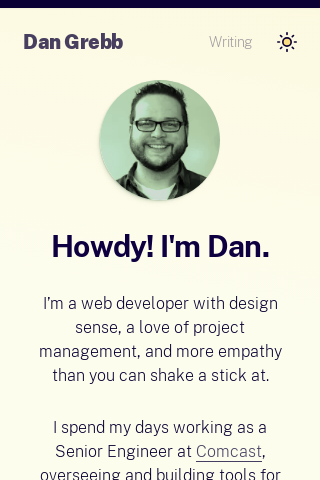 Dan Grebb
Writing
Howdy! I'm Dan.
I’m a web developer with design
sense, a love of project
management, and more empathy
than you can shake a stick at.
I spend my days working as a
Senior Engineer at Comcast,
overseeing and building tools for